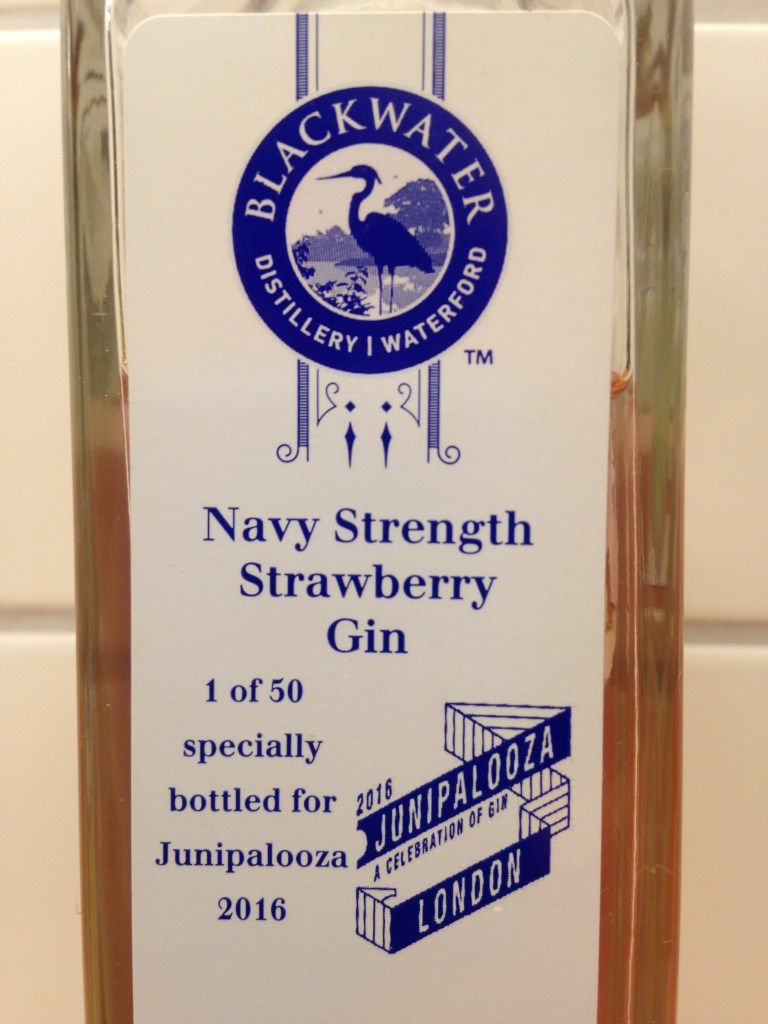 BLACKWATER
DISTILLERY | WATERFORD
TM
Navy Strength
Strawberry
Gin
1 of 50
specially
bottled for
Junipalooza
2016
2016
JUNIPALOOZA
A CELEBRATION OF GIN
LONDON